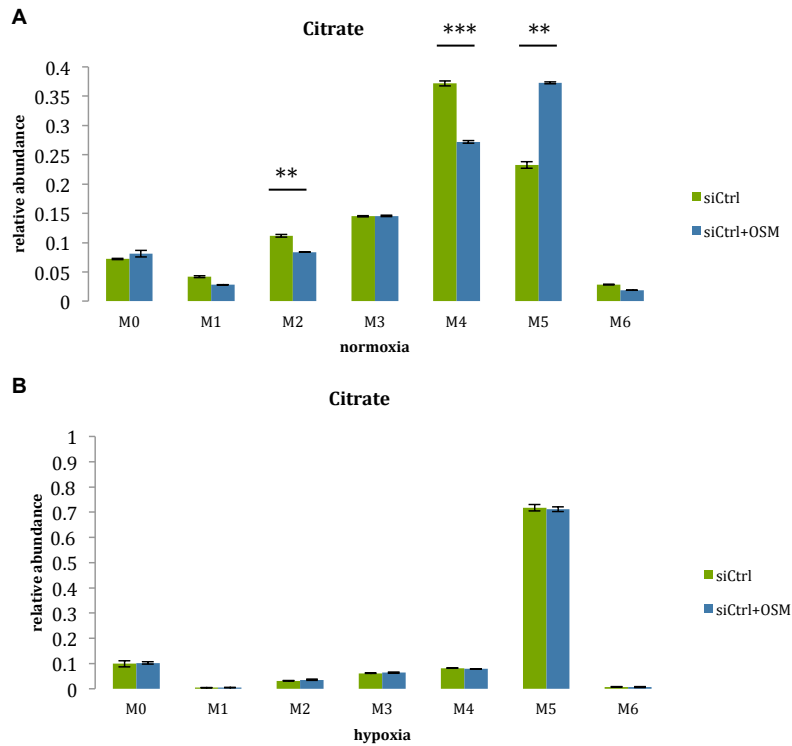 A
Citrate
*** **
**
0.4
0.35
0.3
0.25
0.2
0.15
0.1
0.05
0
relative abundance
M0 M1 M2 M3 M4 M5 M6
normoxia
siCtrl
siCtrl+OSM
B
Citrate
1
0.9
0.8
0.7
0.6
0.5
0.4
0.3
0.2
0.1
0
relative abundance
M0 M1 M2 M3 M4 M5 M6
hypoxia
siCtrl
siCtrl+OSM